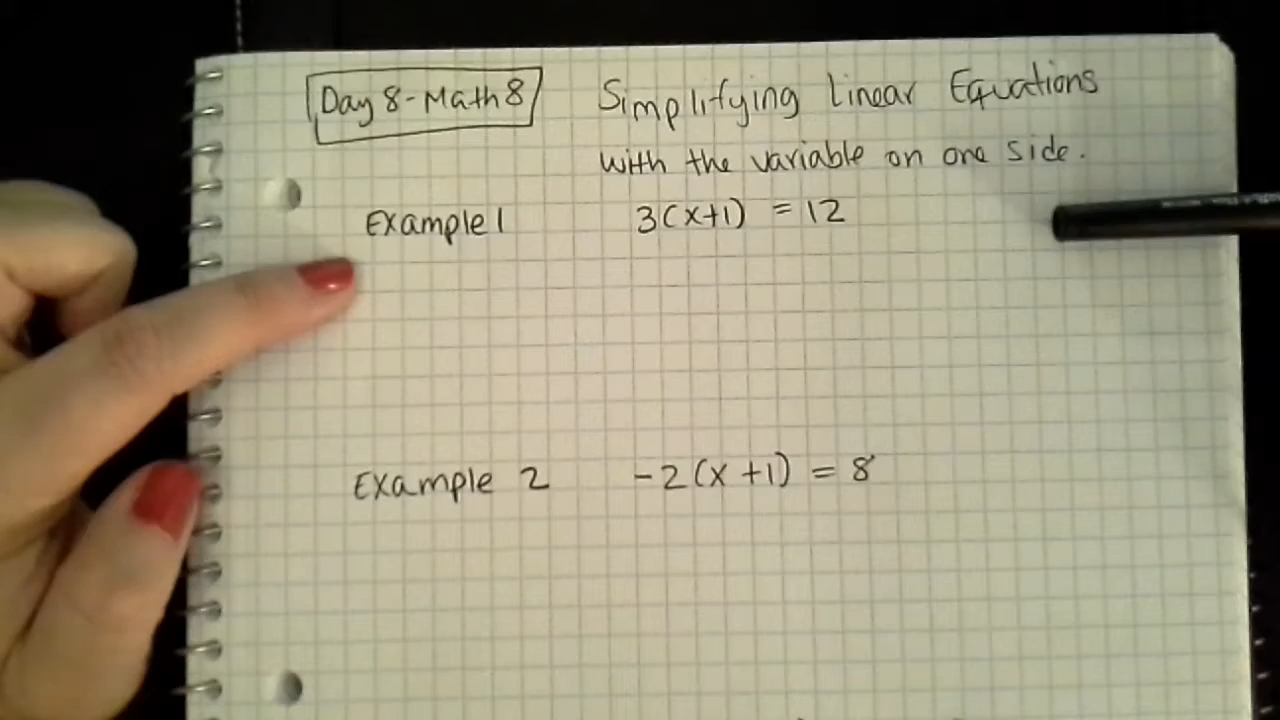 Day 8-Math 8
Simplifying Linear Equations
with the variable on one side.
Example 1 3(x+1) = 12
Example 2 -2(x+1) = 8